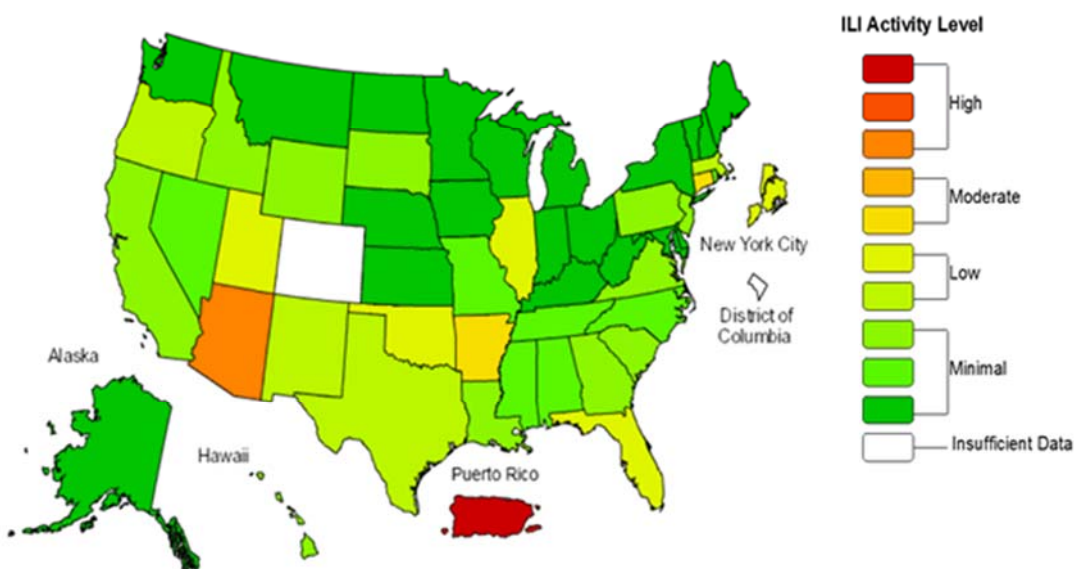 ILI Activity Level
High
Moderate
Low
Minimal
Insufficient Data
New York City
District of
Columbia
Alaska
Hawaii
Puerto Rico